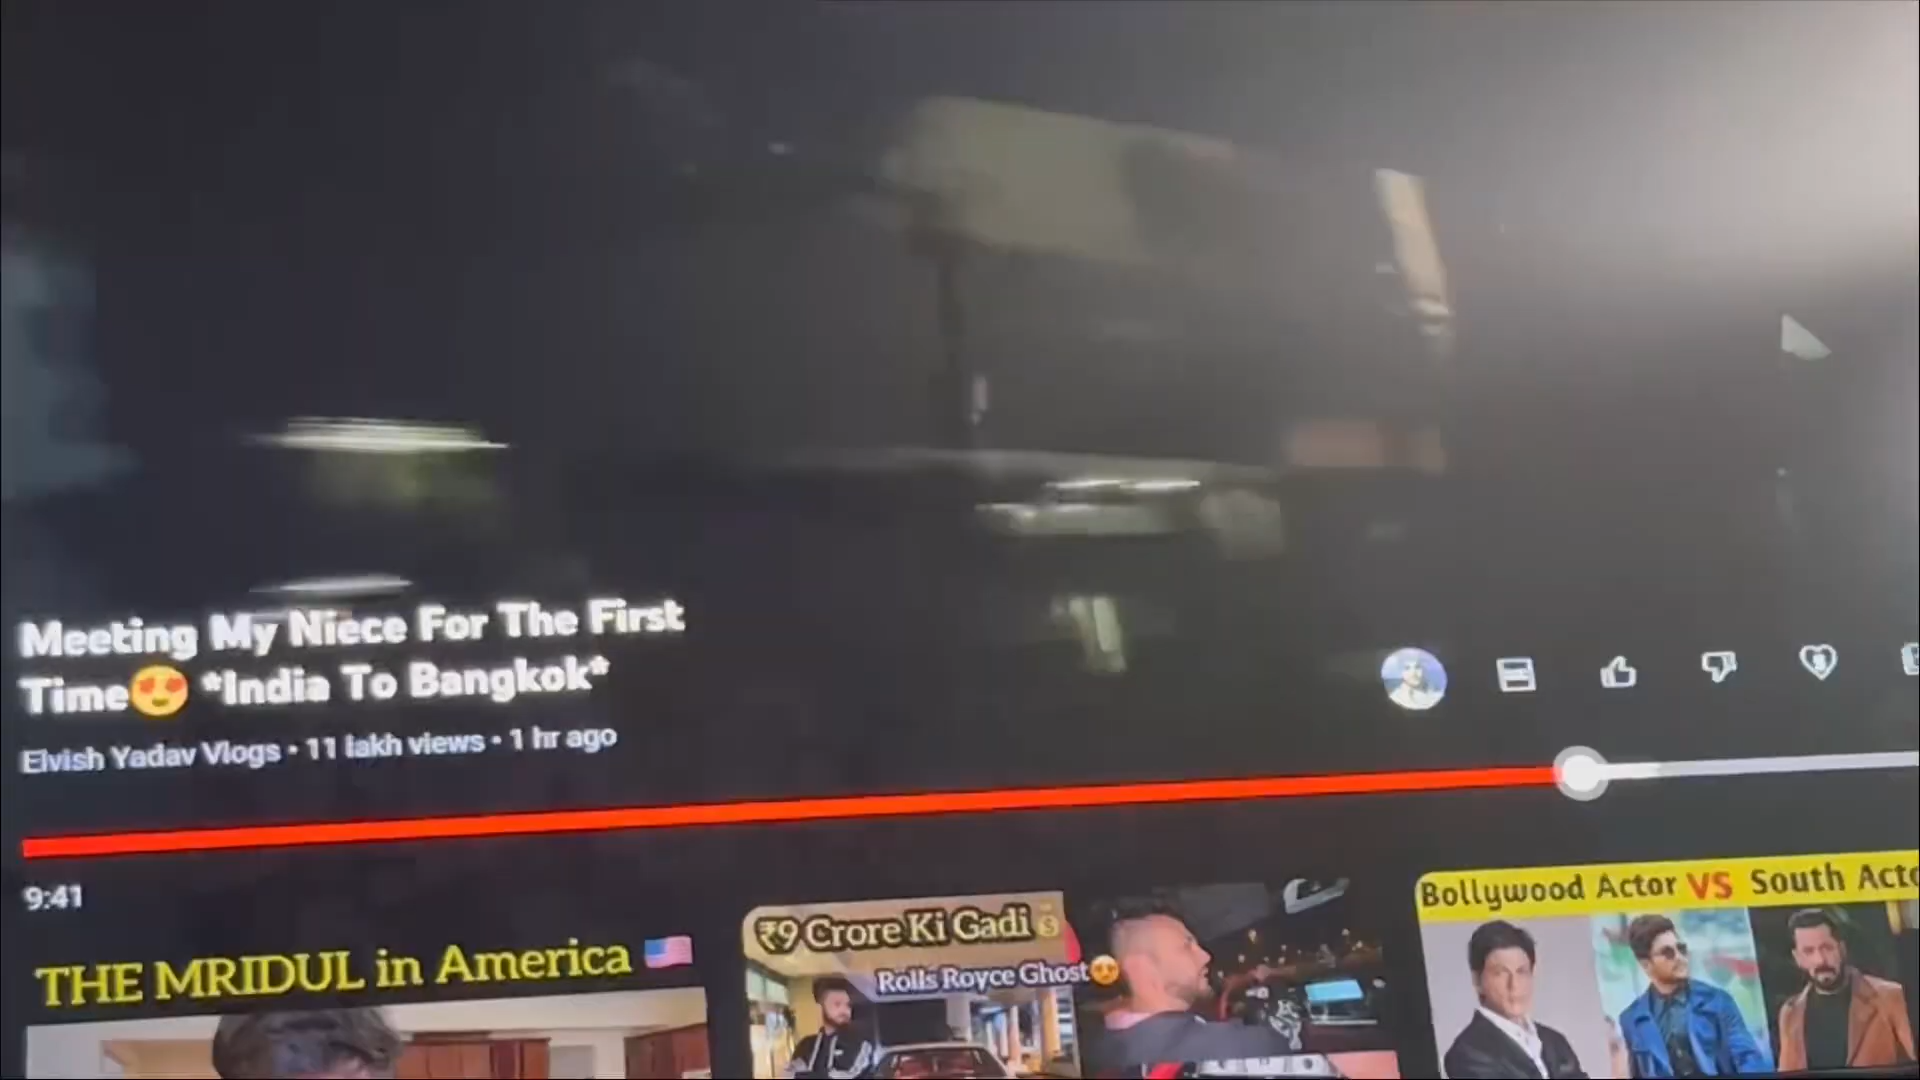 Meeting My Niece For The First
Time😍 *India To Bangkok*
Elvish Yadav Vlogs • 11 lakh views • 1 hr ago
9:41
THE MRIDUL in America 🇺🇸
₹9 Crore Ki Gadi
Rolls Royce Ghost😍
Bollywood Actor VS South